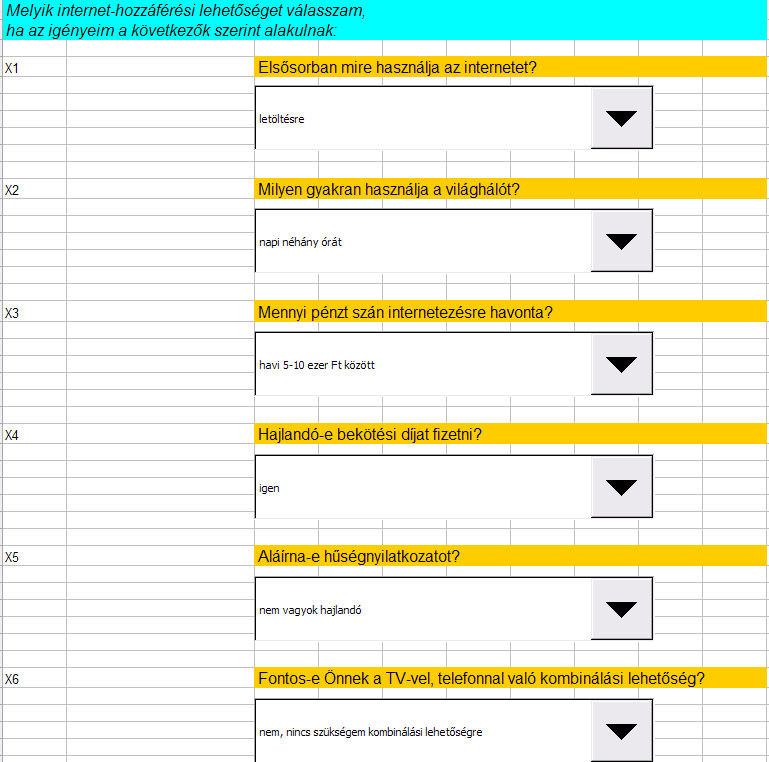 Melyik internet-hozzáférési lehetőséget válasszam,
ha az igényeim a következők szerint alakulnak:
X1 Elsősorban mire használja az internetet?
letöltésre
X2 Milyen gyakran használja a világhálót?
napi néhány órát
X3 Mennyi pénzt szán internetezésre havonta?
havi 5-10 ezer Ft között
X4 Hajlandó-e bekötési díjat fizetni?
igen
X5 Aláírna-e hűségnyilatkozatot?
nem vagyok hajlandó
X6 Fontos-e Önnek a TV-vel, telefonnal való kombinálási lehetőség?
nem, nincs szükségem kombinálási lehetőségre